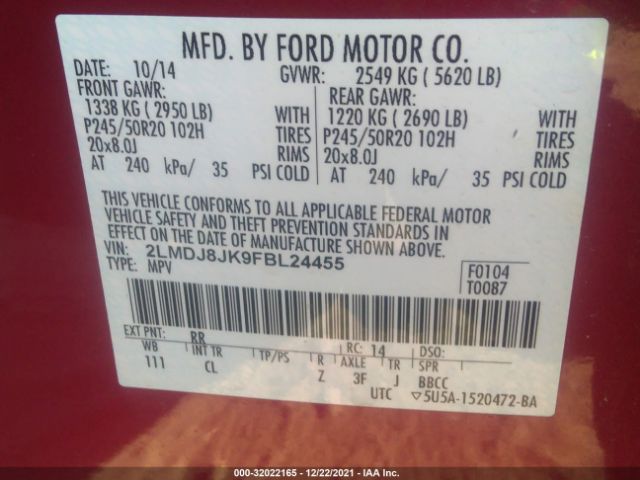 MFD. BY FORD MOTOR CO.
DATE: 10/14 GVWR: 2549 KG ( 5620 LB)
FRONT GAWR: REAR GAWR:
1338 KG ( 2950 LB) WITH 1220 KG ( 2690 LB) WITH
P245/50R20 102H TIRES P245/50R20 102H TIRES
20x8.0J RIMS 20x8.0J RIMS
AT 240 kPa/ 35 PSI COLD AT 240 kPa/ 35 PSI COLD
THIS VEHICLE CONFORMS TO ALL APPLICABLE FEDERAL MOTOR
VEHICLE SAFETY AND THEFT PREVENTION STANDARDS IN
EFFECT ON THE DATE OF MANUFACTURE SHOWN ABOVE.
VIN: 2LMDJ8JK9FBL24455
TYPE: MPV
F0104
T0087
EXT PNT: RR RC: 14 DSO:
WB INT TR TP/PS R AXLE TR SPR
111 CL Z 3F J BBCC
UTC ▽5U5A-1520472-BA
000-32022165 - 12/22/2021 - IAA Inc.